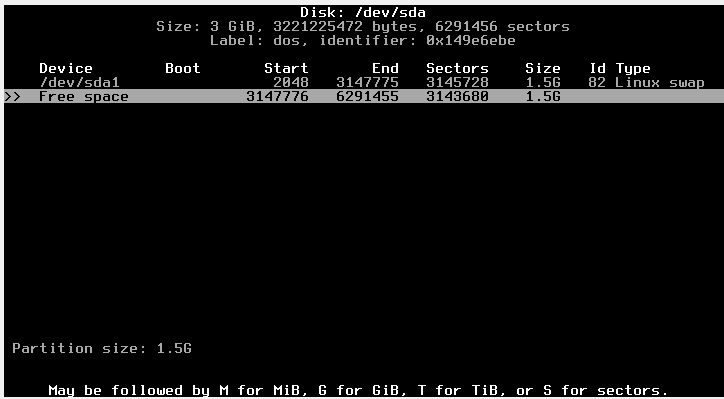 Disk: /dev/sda
Size: 3 GiB, 3221225472 bytes, 6291456 sectors
Label: dos, identifier: 0x149e6ebe
Device Boot Start End Sectors Size Id Type
/dev/sda1 2048 3147775 3145728 1.5G 82 Linux swap
>> Free space 3147776 6291455 3143680 1.5G
Partition size: 1.5G
May be followed by M for MiB, G for GiB, T for TiB, or S for sectors.